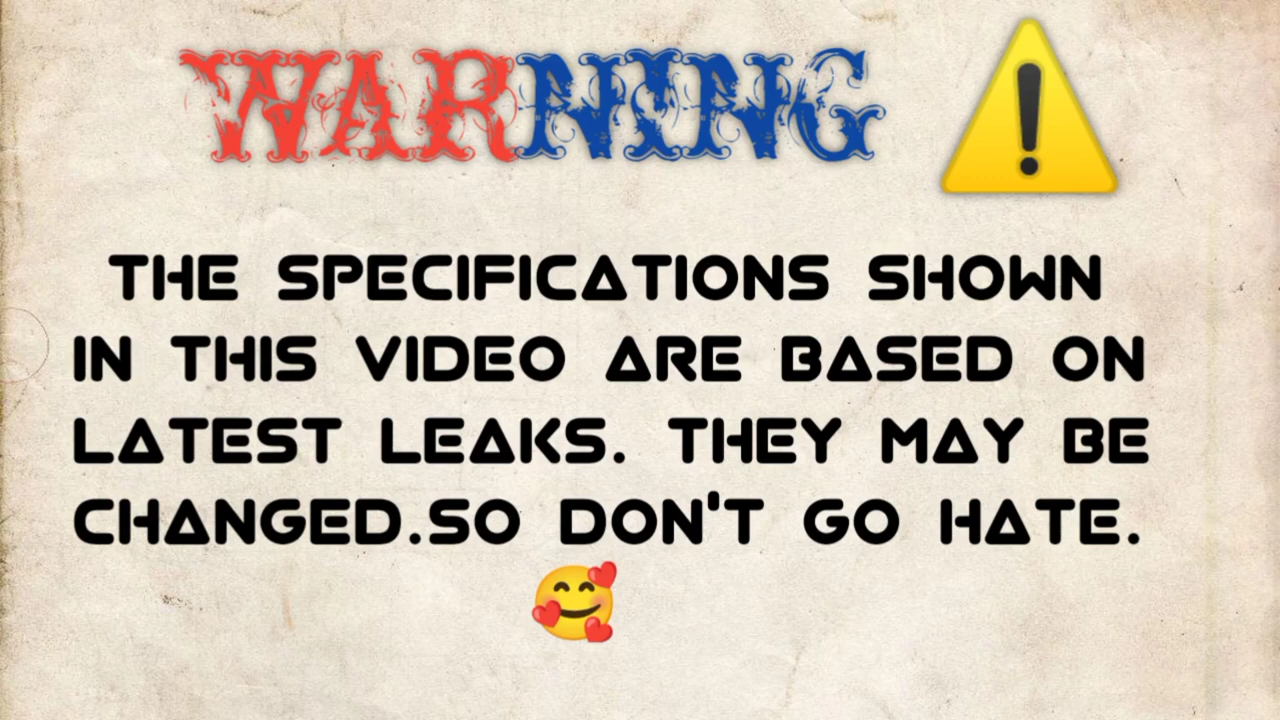 WARNING ⚠️
THE SPECIFICATIONS SHOWN
IN THIS VIDEO ARE BASED ON
LATEST LEAKS. THEY MAY BE
CHANGED.SO DON'T GO HATE.
🥰